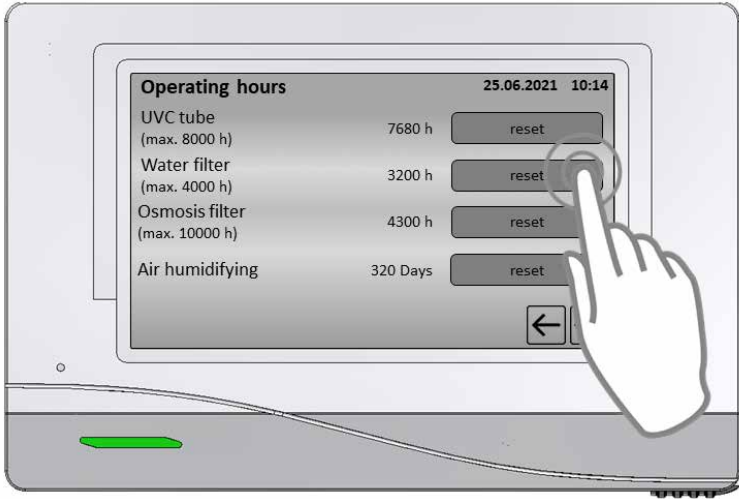 Operating hours 25.06.2021 10:14
UVC tube
(max. 8000 h) 7680 h reset
Water filter
(max. 4000 h) 3200 h reset
Osmosis filter
(max. 10000 h) 4300 h reset
Air humidifying 320 Days reset